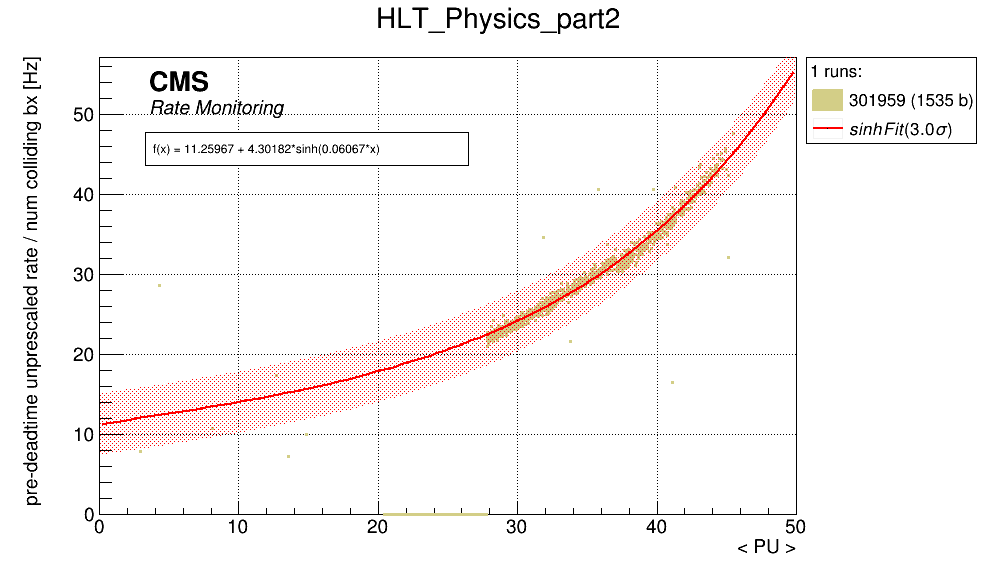 HLT_Physics_part2
pre-deadtime unprescaled rate / num colliding bx [Hz]
CMS
Rate Monitoring
f(x) = 11.25967 + 4.30182*sinh(0.06067*x)
1 runs:
301959 (1535 b)
sinhFit(3.0σ)
50
40
30
20
10
0
0 10 20 30 40 50
< PU >